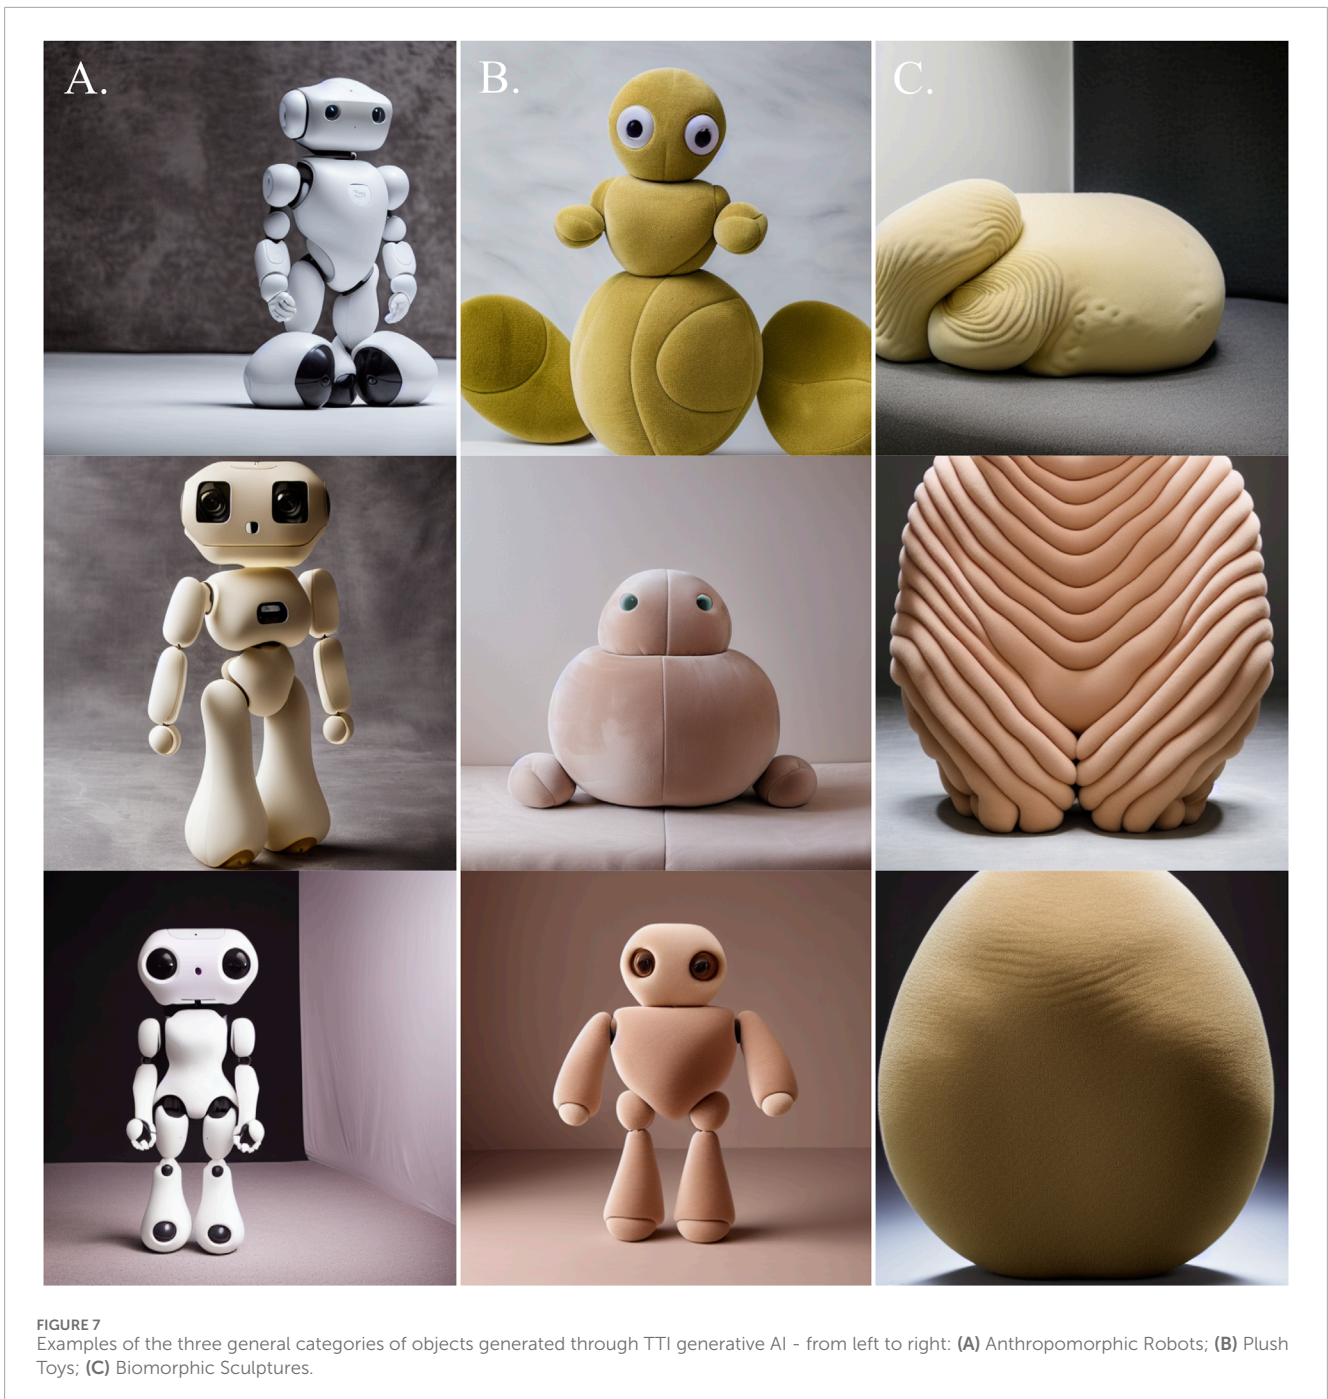 A.
B.
C.
FIGURE 7
Examples of the three general categories of objects generated through TTI generative AI - from left to right: (A) Anthropomorphic Robots; (B) Plush
Toys; (C) Biomorphic Sculptures.